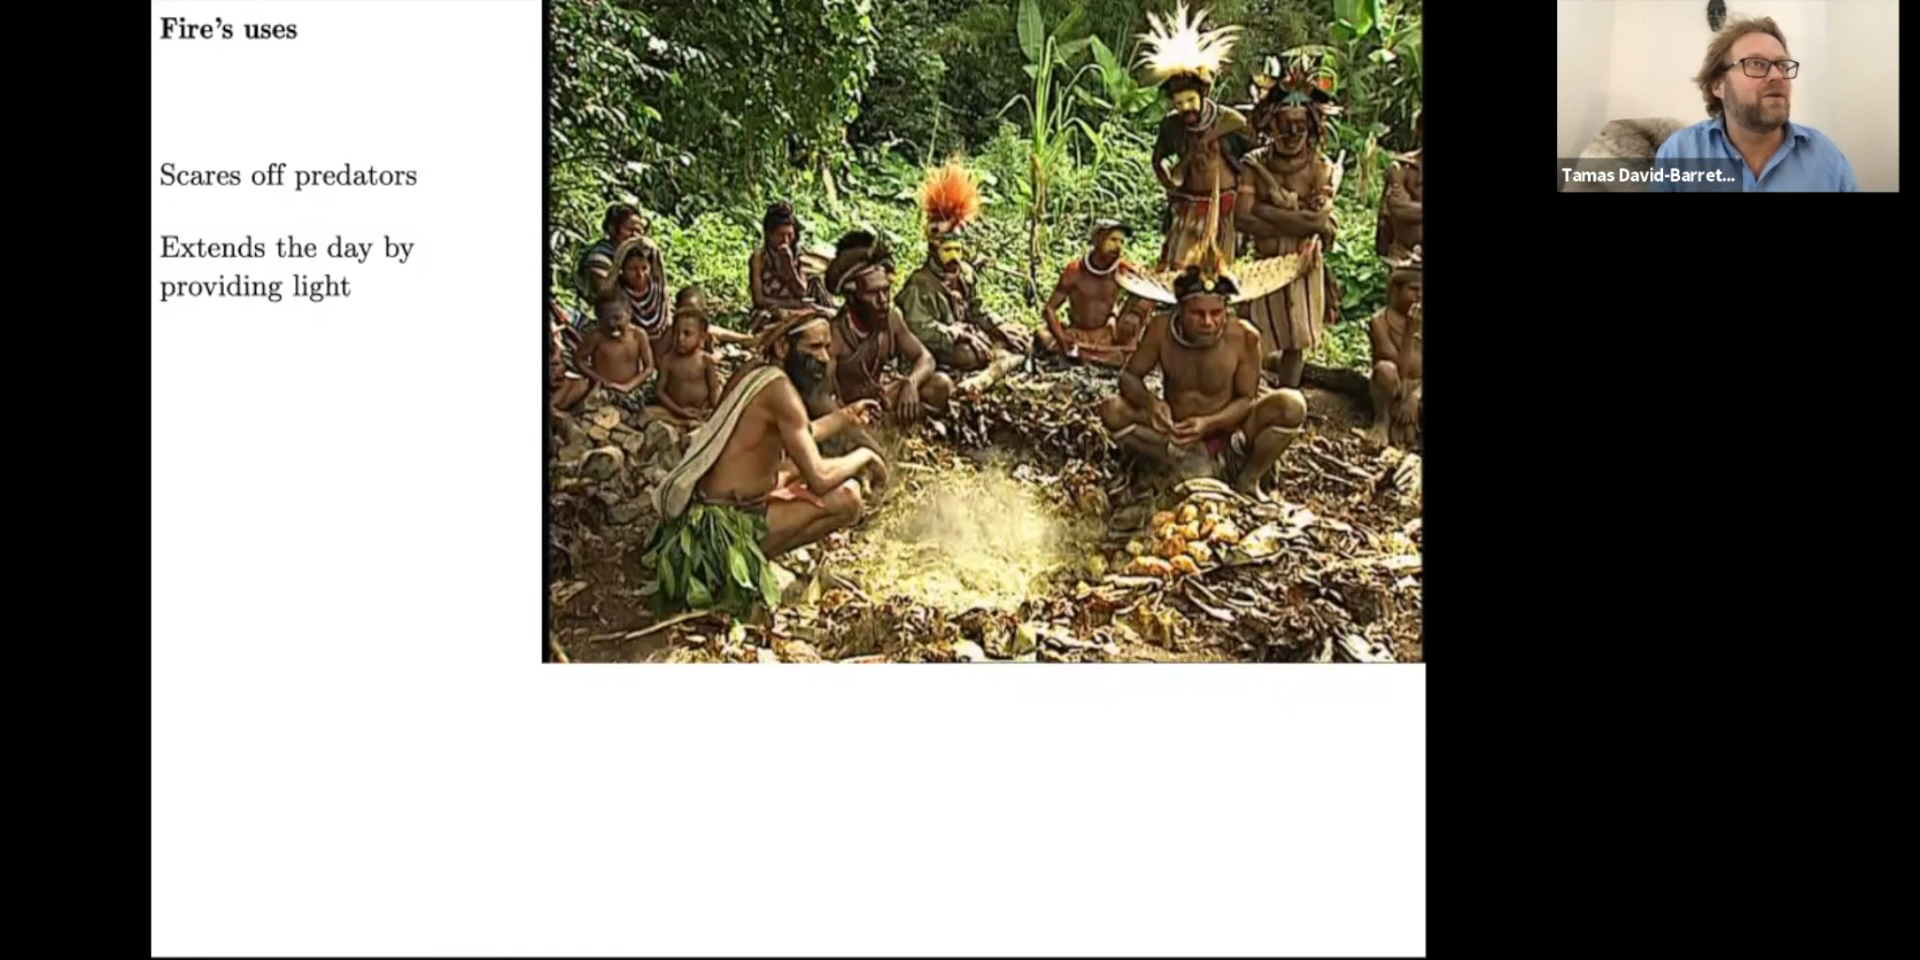 Fire's uses
Scares off predators
Extends the day by
providing light
Tamas David-Barret...